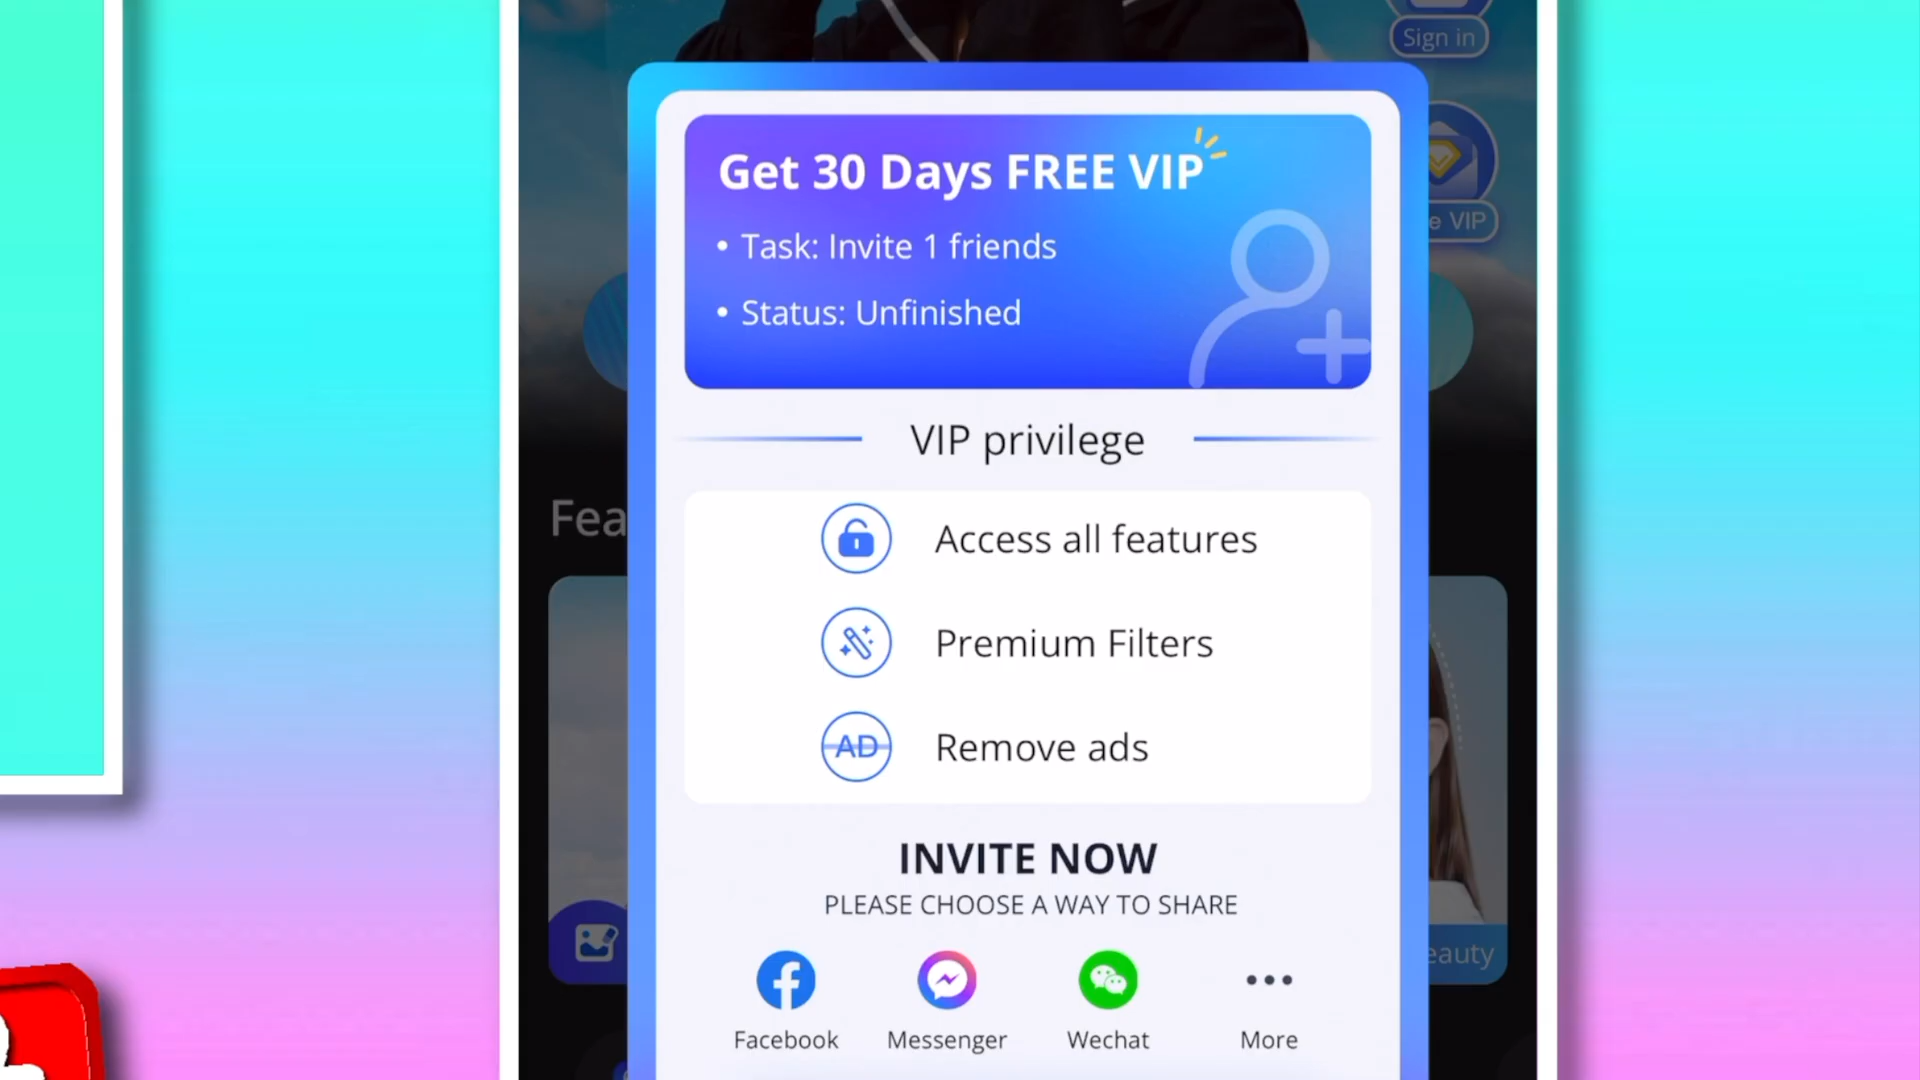 Sign in
Get 30 Days FREE VIP
• Task: Invite 1 friends
• Status: Unfinished
e VIP
VIP privilege
Fea
Access all features
Premium Filters
AD
Remove ads
INVITE NOW
PLEASE CHOOSE A WAY TO SHARE
eauty
Facebook
Messenger
Wechat
More